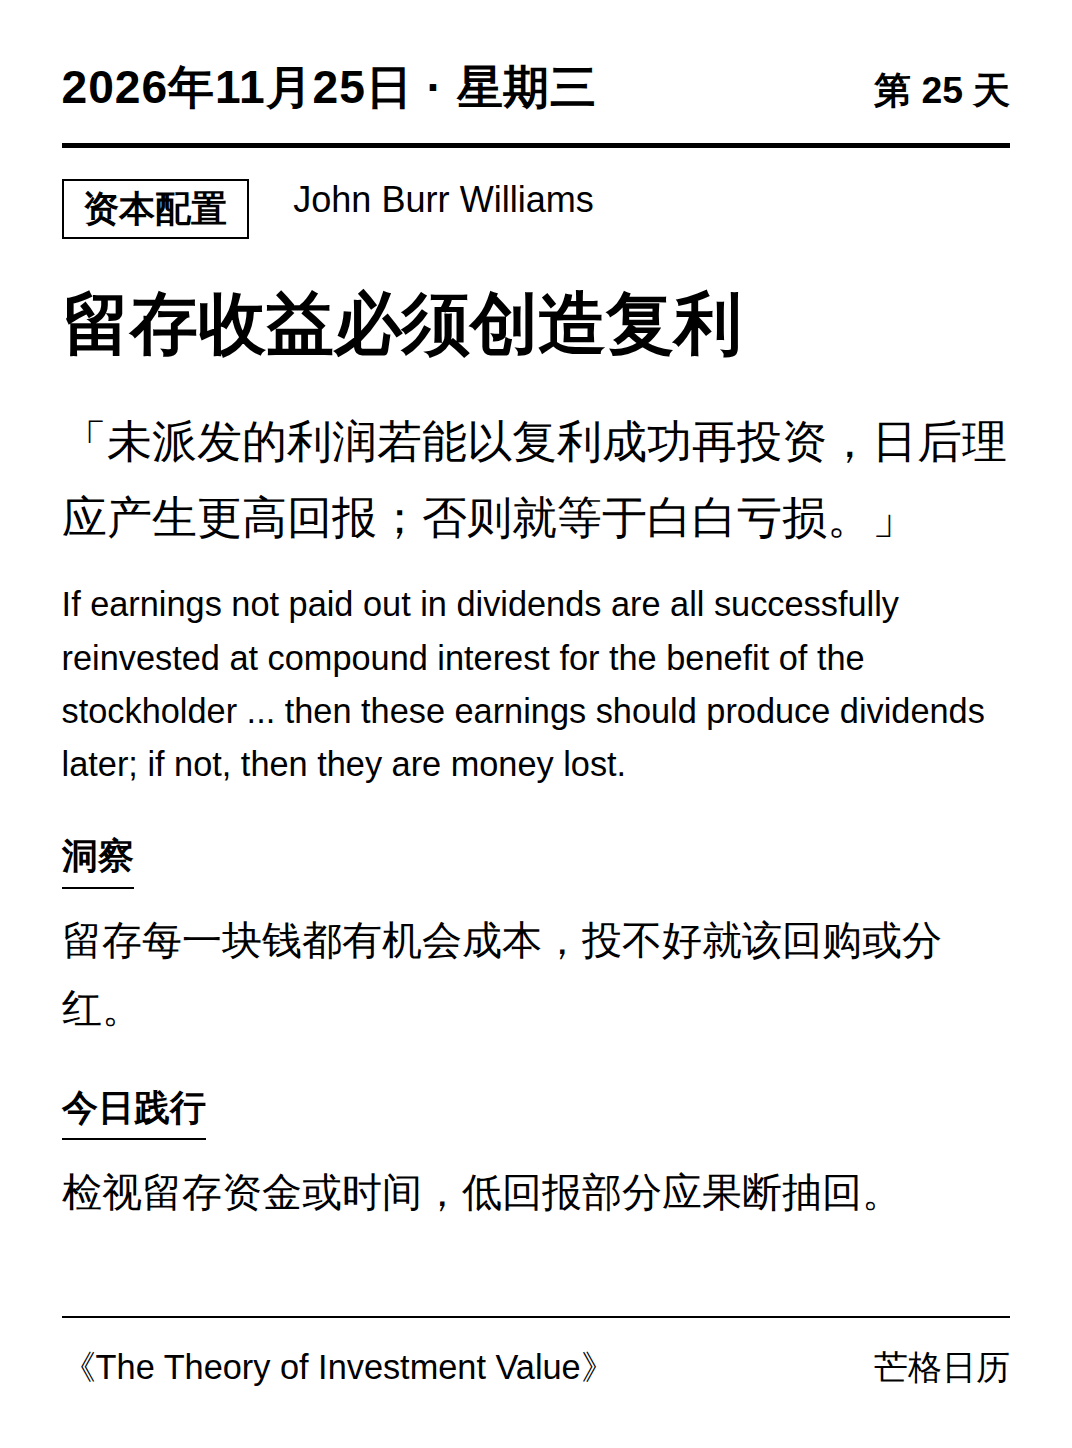 2026年11月25日 · 星期三
第 25 天
资本配置
John Burr Williams
留存收益必须创造复利
「未派发的利润若能以复利成功再投资，日后理
应产生更高回报；否则就等于白白亏损。」
If earnings not paid out in dividends are all successfully
reinvested at compound interest for the benefit of the
stockholder ... then these earnings should produce dividends
later; if not, then they are money lost.
洞察
留存每一块钱都有机会成本，投不好就该回购或分
红。
今日践行
检视留存资金或时间，低回报部分应果断抽回。
《The Theory of Investment Value》
芒格日历